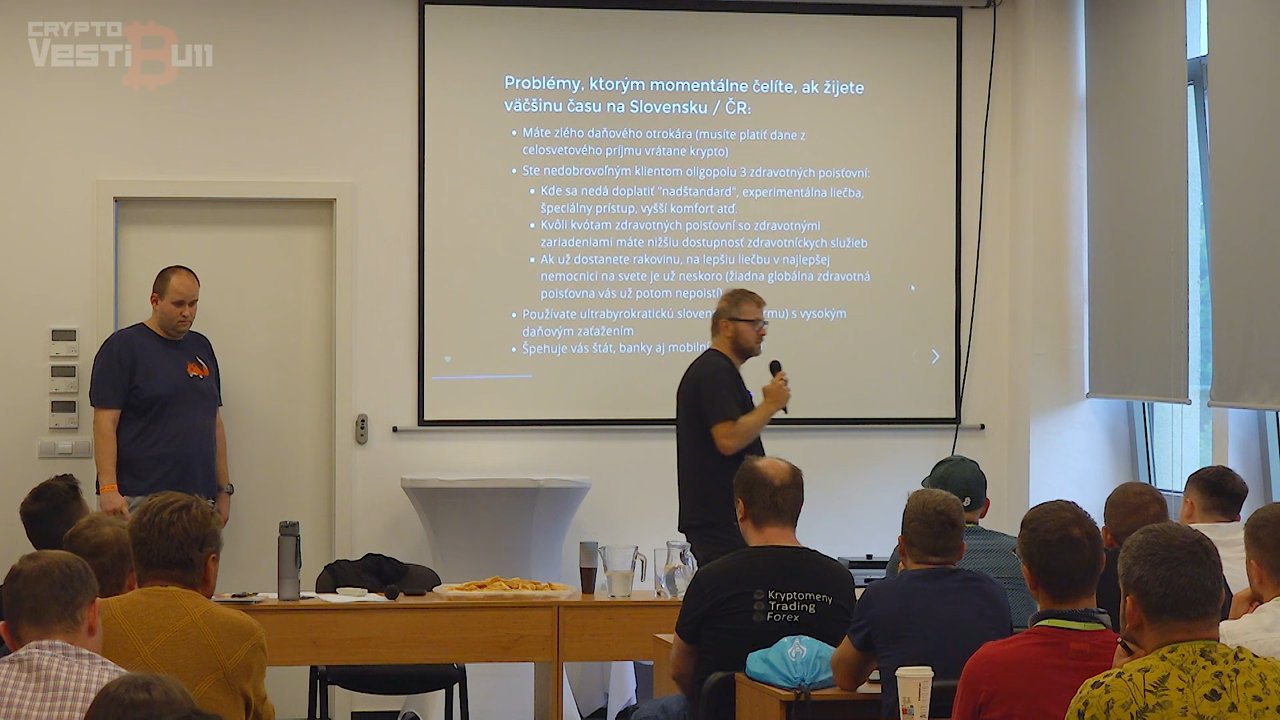 CRYPTO
VESTIBUll
Problémy, ktorým momentálne čelíte, ak žijete
väčšinu času na Slovensku / ČR:
Máte zlého daňového otrokára (musíte platiť dane z
celosvetového príjmu vrátane krypto)
Ste nedobrovoľným klientom oligopolu 3 zdravotných poisťovní:
Kde sa nedá doplatiť "nadštandard", experimentálna liečba,
špeciálny prístup, vyšší komfort atď.
Kvôli kvótam zdravotných poisťovní so zdravotnými
zariadeniami máte nižšiu dostupnosť zdravotníckych služieb
Ak už dostanete rakovinu, na lepšiu liečbu v najlepšej
nemocnici na svete je už neskoro (žiadna globálna zdravotná
poisťovna vás už potom nepoistí)
Používate ultrabyrokratickú s vysokým
daňovým zaťažením
Špehuje vás štát, banky aj
Kryptomeny
Trading
Forex